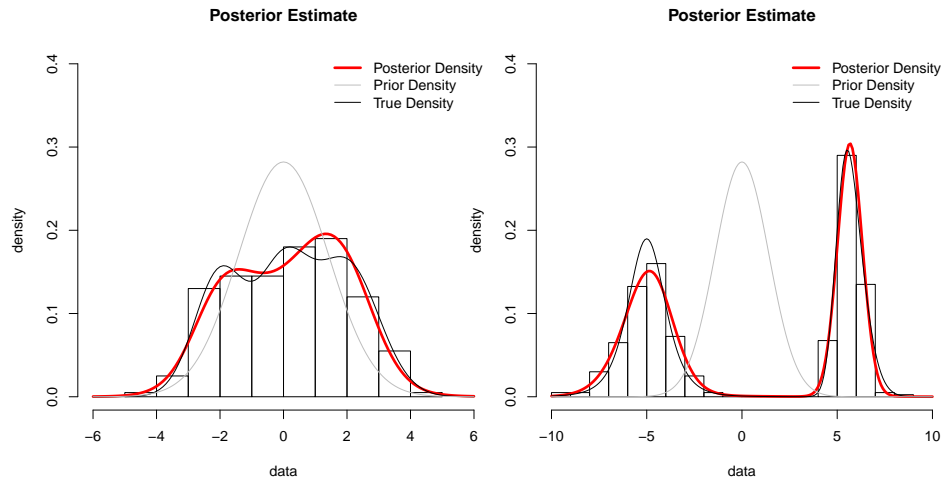 Posterior Estimate
Posterior Density
Prior Density
True Density
density
0.0
0.1
0.2
0.3
0.4
−6
−4
−2
0
2
4
6
data
Posterior Estimate
Posterior Density
Prior Density
True Density
density
0.0
0.1
0.2
0.3
0.4
−10
−5
0
5
10
data